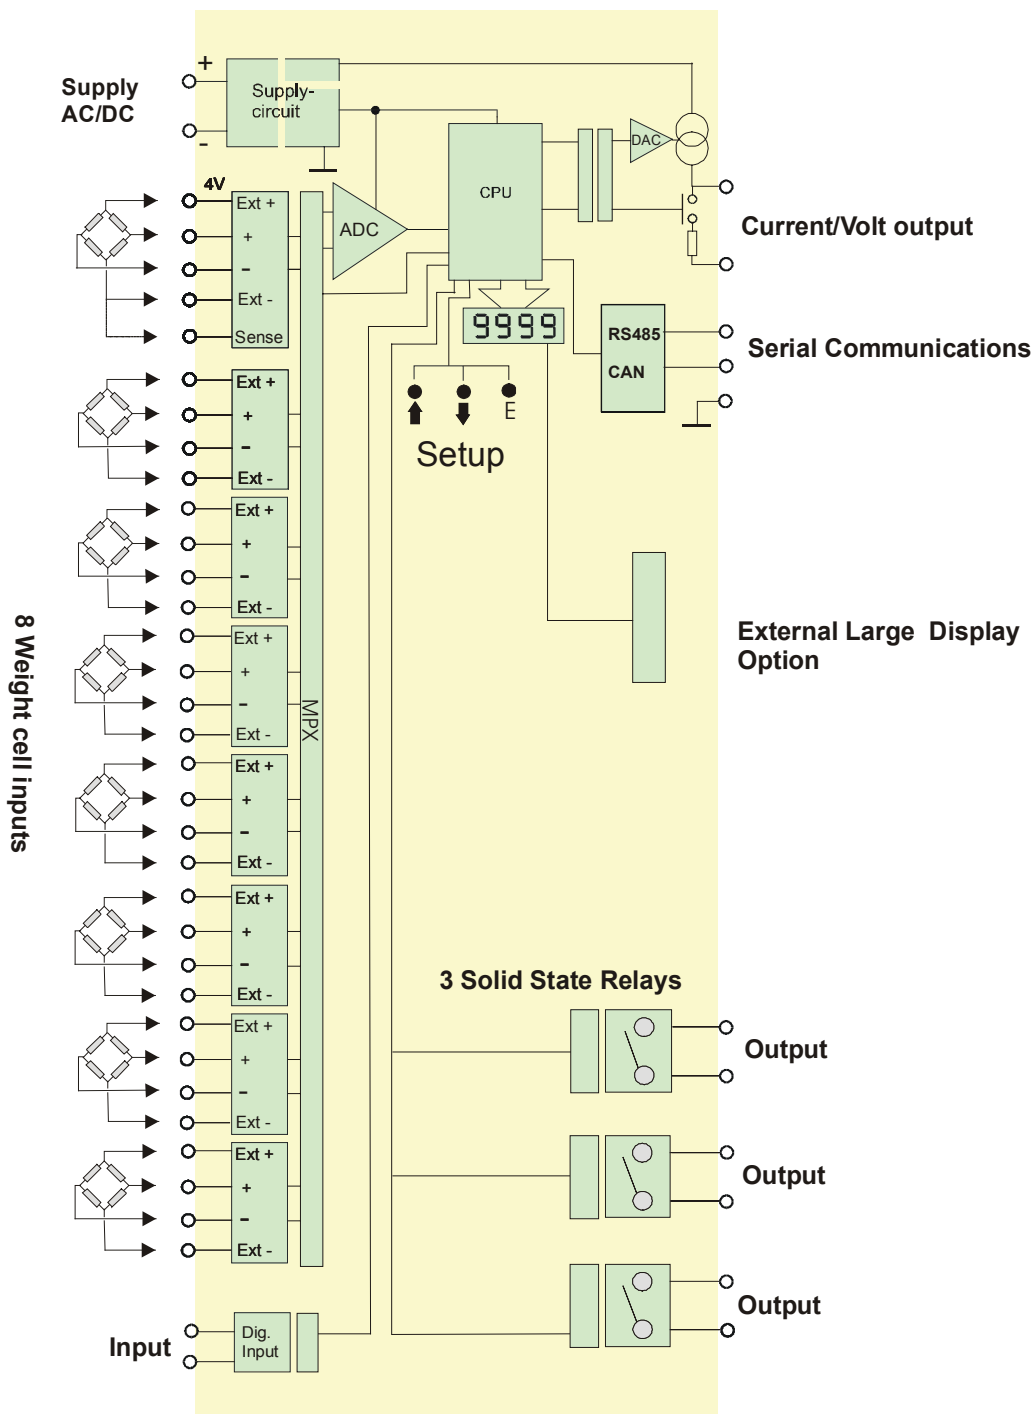 Supply
AC/DC
+
-
Supply-
circuit
DAC
CPU
4V
Ext +
+
-
Ext -
Sense
ADC
Current/Volt output
9999
RS485
CAN
Serial Communications
E
Setup
Ext +
+
-
Ext -
Ext +
+
-
Ext -
8 Weight cell inputs
Ext +
+
-
Ext -
MPX
External Large Display
Option
Ext +
+
-
Ext -
Ext +
+
-
Ext -
3 Solid State Relays
Ext +
+
-
Ext -
Output
Ext +
+
-
Ext -
Output
Output
Input
Dig.
Input